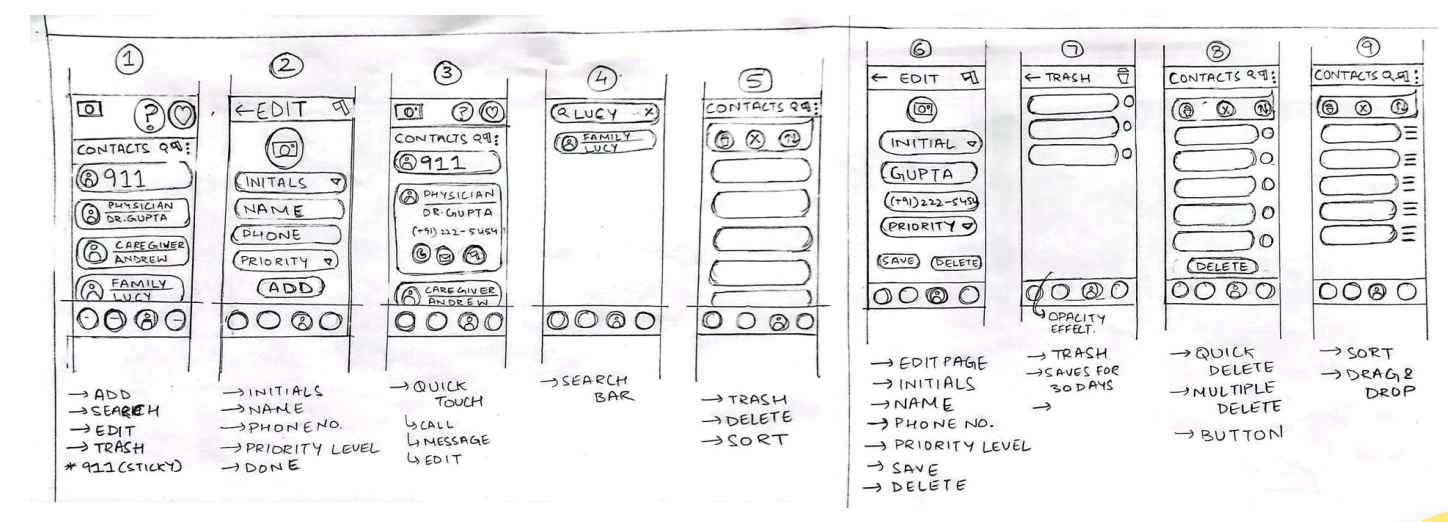 1
?
CONTACTS
911
PHYSICIAN
DR.GUPTA
CAREGIVER
ANDREW
FAMILY
LUCY
→ ADD
→ SEARCH
→ EDIT
→ TRASH
* 911 (STICKY)
2
← EDIT
INITALS
NAME
PHONE
PRIORITY
ADD
→ INITIALS
→ NAME
→ PHONE NO.
→ PRIORITY LEVEL
→ DONE
3
?
CONTACTS
911
PHYSICIAN
DR.GUPTA
(+91) 222-5454
CAREGIVER
ANDREW
→ QUICK
TOUCH
↳ CALL
↳ MESSAGE
↳ EDIT
4
LUCY X
FAMILY
LUCY
→ SEARCH
BAR
5
CONTACTS
→ TRASH
→ DELETE
→ SORT
6
← EDIT
INITIAL
GUPTA
(+91)222-5454
PRIORITY
SAVE DELETE
→ EDIT PAGE
→ INITIALS
→ NAME
→ PHONE NO.
→ PRIORITY LEVEL
→ SAVE
→ DELETE
7
← TRASH
OPACITY
EFFECT.
→ TRASH
→ SAVES FOR
30 DAYS
→
8
CONTACTS
DELETE
→ QUICK
DELETE
→ MULTIPLE
DELETE
→ BUTTON
9
CONTACTS
→ SORT
→ DRAG &
DROP